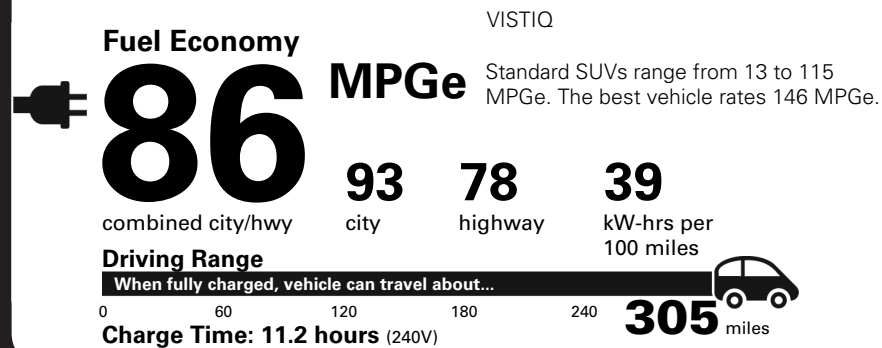 VISTIQ
Fuel Economy
86 MPGe
Standard SUVs range from 13 to 115
MPGe. The best vehicle rates 146 MPGe.
93 78 39
combined city/hwy city highway kW-hrs per
100 miles
Driving Range
When fully charged, vehicle can travel about...
0 60 120 180 240 305 miles
Charge Time: 11.2 hours (240V)